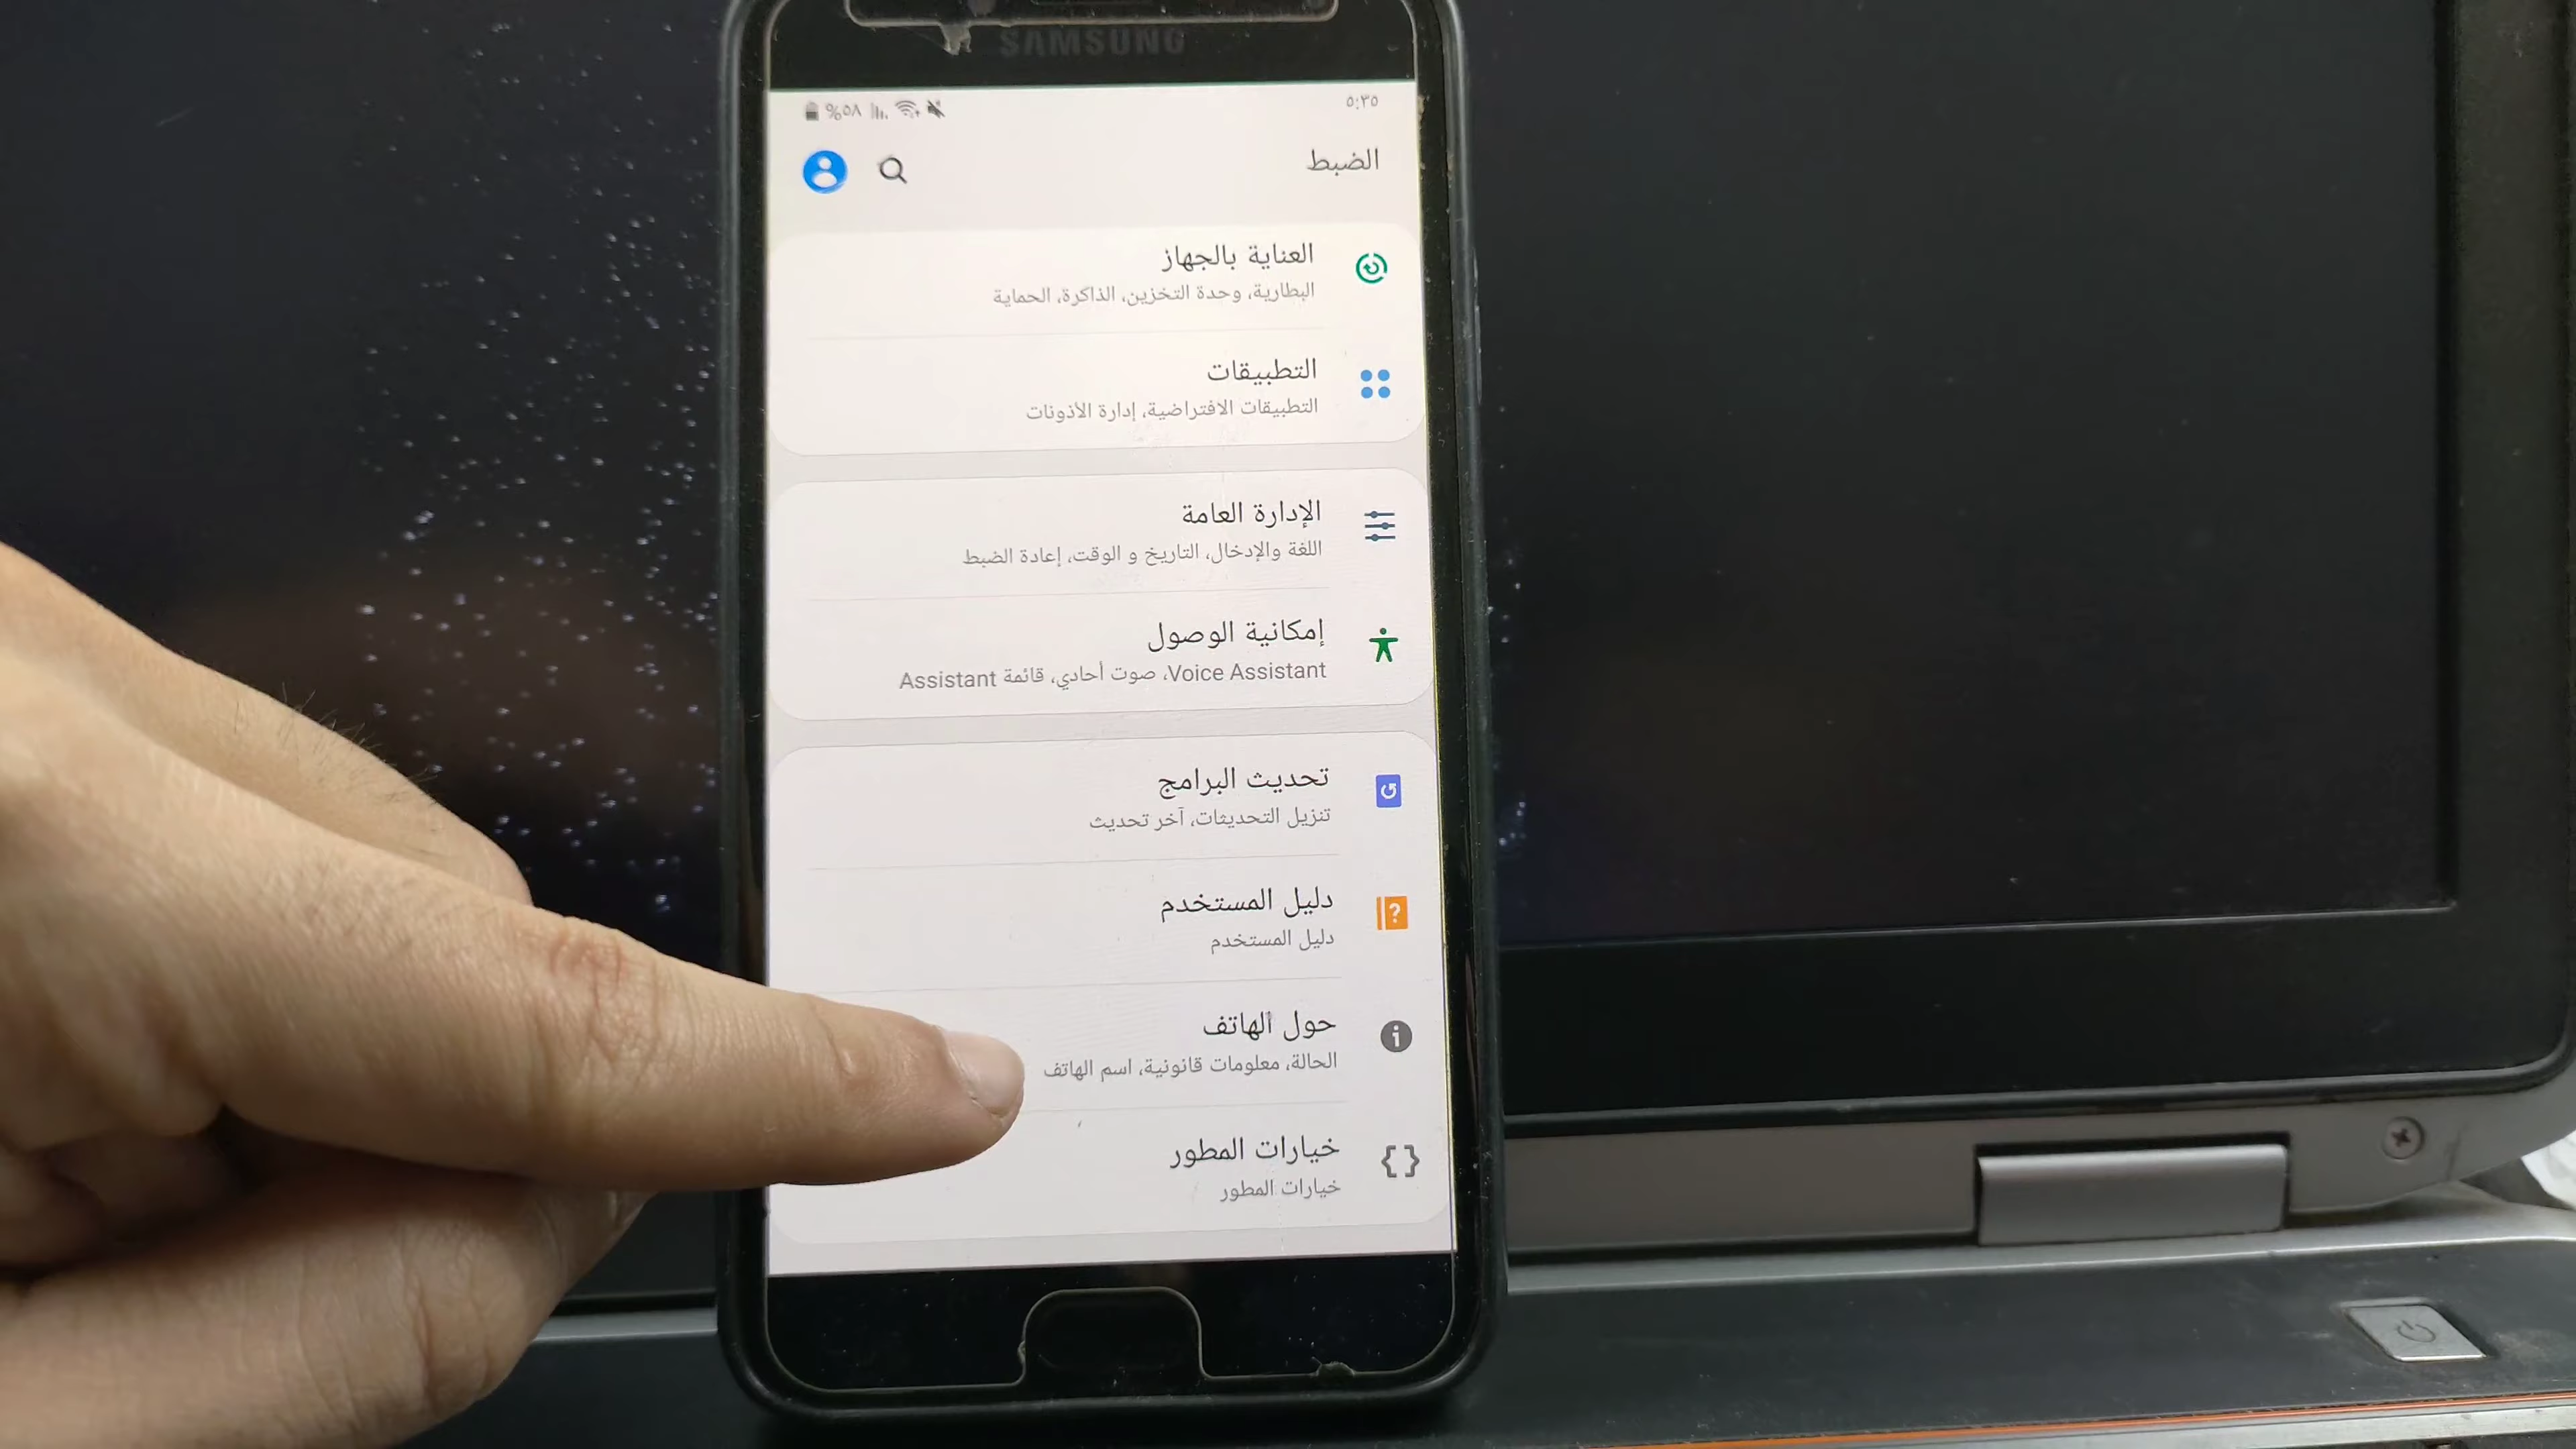 SAMSUNG
%٥٨
٥:٣٥
الضبط
العناية بالجهاز
البطارية، وحدة التخزين، الذاكرة، الحماية
التطبيقات
التطبيقات الافتراضية، إدارة الأذونات
الإدارة العامة
اللغة والإدخال، التاريخ و الوقت، إعادة الضبط
إمكانية الوصول
Voice Assistant، صوت أحادي، قائمة Assistant
تحديث البرامج
تنزيل التحديثات، آخر تحديث
دليل المستخدم
دليل المستخدم
حول الهاتف
الحالة، معلومات قانونية، اسم الهاتف
خيارات المطور
خيارات المطور